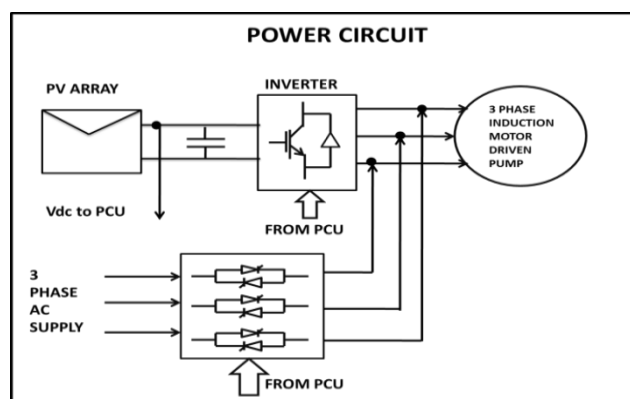 POWER CIRCUIT
PV ARRAY
INVERTER
3 PHASE
INDUCTION
MOTOR
DRIVEN
PUMP
Vdc to PCU
FROM PCU
3
PHASE
AC
SUPPLY
FROM PCU